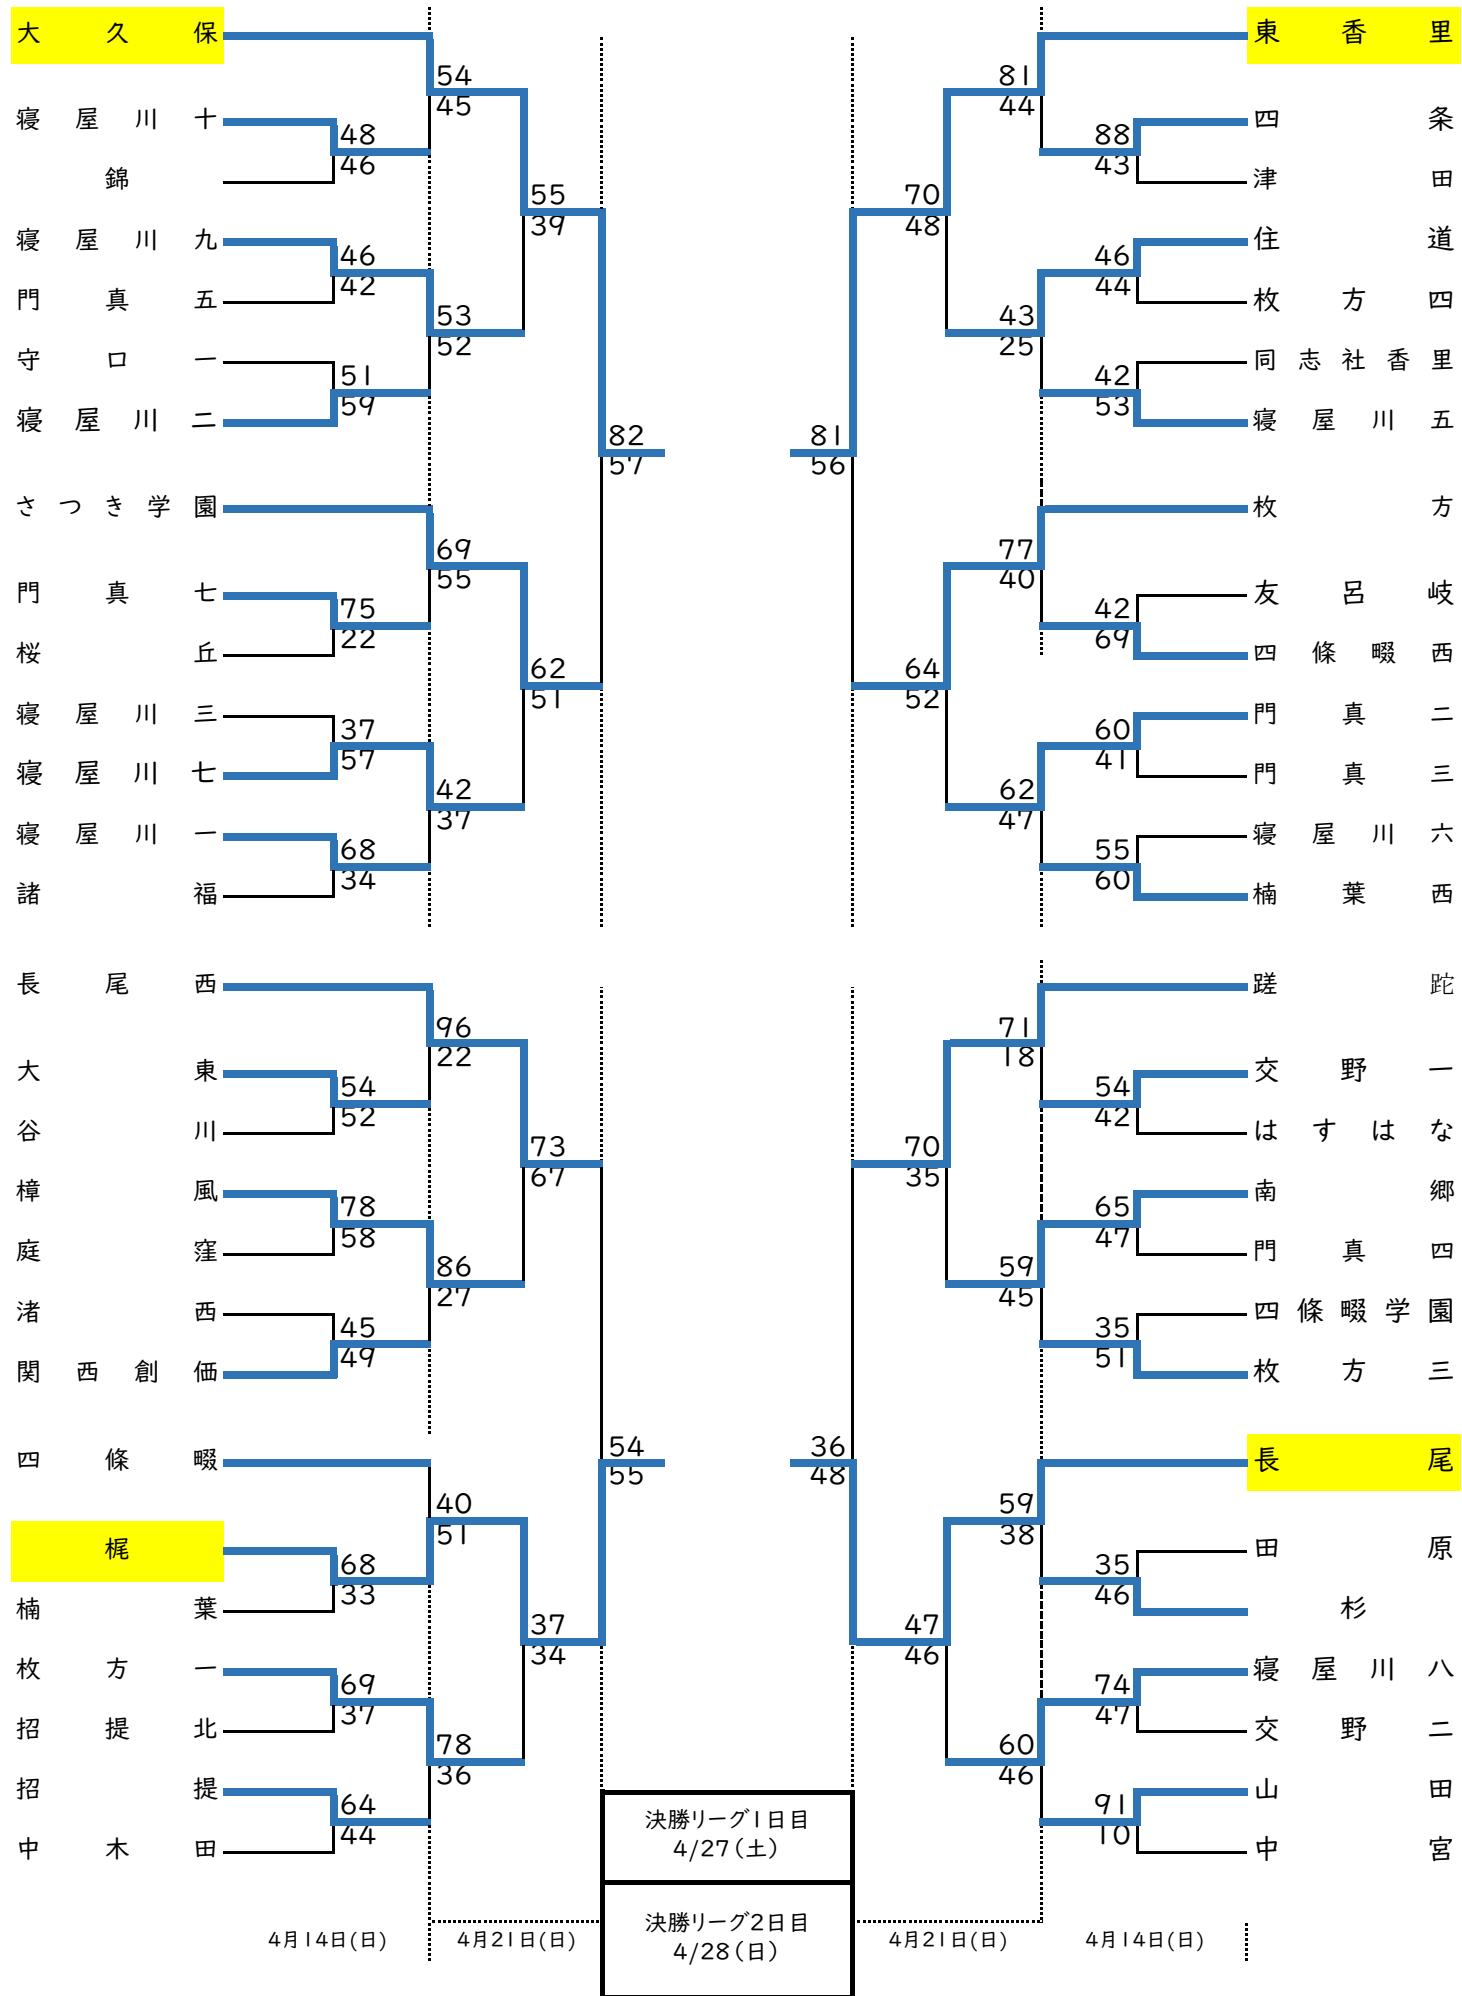 大久保
54
45
寝屋川十
48
46
錦
55
39
寝屋川九
46
42
門真五
53
52
守口一
51
59
寝屋川二
82
57
さつき学園
69
55
門真七
75
22
桜丘
62
51
寝屋川三
37
57
寝屋川七
42
37
寝屋川一
68
34
諸福
長尾西
96
22
大東
54
52
谷川
73
67
樟風
78
58
庭窪
86
27
渚西
45
49
関西創価
54
55
四條畷
40
51
梶
68
33
楠葉
37
34
枚方一
69
37
招提北
78
36
招提
64
44
中木田
東香里
81
44
四条
88
43
津田
70
48
住道
46
44
枚方四
43
25
同志社香里
42
53
寝屋川五
81
56
枚方
77
40
友呂岐
42
69
四條畷西
64
52
門真二
60
41
門真三
62
47
寝屋川六
55
60
楠葉西
蹉跎
71
18
交野一
54
42
はすはな
70
35
南郷
65
47
門真四
59
45
四條畷学園
35
51
枚方三
36
48
長尾
59
38
田原
35
46
杉
47
46
寝屋川八
74
47
交野二
60
46
山田
91
10
中宮
決勝リーグ1日目
4/27(土)
決勝リーグ2日目
4/28(日)
4月14日(日)
4月21日(日)
4月21日(日)
4月14日(日)